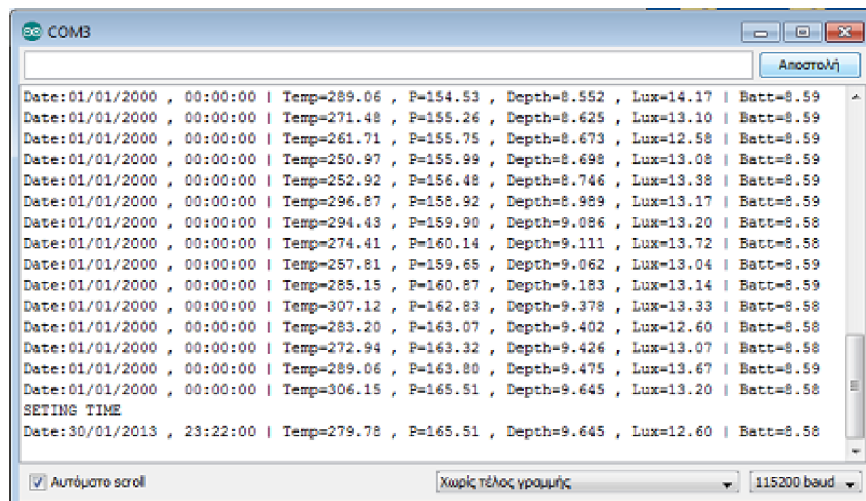 COM3
Αποστολή
Date:01/01/2000 , 00:00:00 | Temp=289.06 , P=154.53 , Depth=8.552 , Lux=14.17 | Batt=8.59
Date:01/01/2000 , 00:00:00 | Temp=271.48 , P=155.26 , Depth=8.625 , Lux=13.10 | Batt=8.59
Date:01/01/2000 , 00:00:00 | Temp=261.71 , P=155.75 , Depth=8.673 , Lux=12.58 | Batt=8.59
Date:01/01/2000 , 00:00:00 | Temp=250.97 , P=155.99 , Depth=8.698 , Lux=13.08 | Batt=8.59
Date:01/01/2000 , 00:00:00 | Temp=252.92 , P=156.48 , Depth=8.746 , Lux=13.38 | Batt=8.59
Date:01/01/2000 , 00:00:00 | Temp=296.87 , P=158.92 , Depth=8.989 , Lux=13.17 | Batt=8.59
Date:01/01/2000 , 00:00:00 | Temp=294.43 , P=159.90 , Depth=9.086 , Lux=13.20 | Batt=8.58
Date:01/01/2000 , 00:00:00 | Temp=274.41 , P=160.14 , Depth=9.111 , Lux=13.72 | Batt=8.58
Date:01/01/2000 , 00:00:00 | Temp=257.81 , P=159.65 , Depth=9.062 , Lux=13.04 | Batt=8.59
Date:01/01/2000 , 00:00:00 | Temp=285.15 , P=160.87 , Depth=9.183 , Lux=13.14 | Batt=8.59
Date:01/01/2000 , 00:00:00 | Temp=307.12 , P=162.83 , Depth=9.378 , Lux=13.33 | Batt=8.58
Date:01/01/2000 , 00:00:00 | Temp=283.20 , P=163.07 , Depth=9.402 , Lux=12.60 | Batt=8.58
Date:01/01/2000 , 00:00:00 | Temp=272.94 , P=163.32 , Depth=9.426 , Lux=13.07 | Batt=8.58
Date:01/01/2000 , 00:00:00 | Temp=289.06 , P=163.80 , Depth=9.475 , Lux=13.67 | Batt=8.59
Date:01/01/2000 , 00:00:00 | Temp=306.15 , P=165.51 , Depth=9.645 , Lux=13.20 | Batt=8.58
SETING TIME
Date:30/01/2013 , 23:22:00 | Temp=279.78 , P=165.51 , Depth=9.645 , Lux=12.60 | Batt=8.58
Αυτόματο scroll Χωρίς τέλος γραμμής 115200 baud